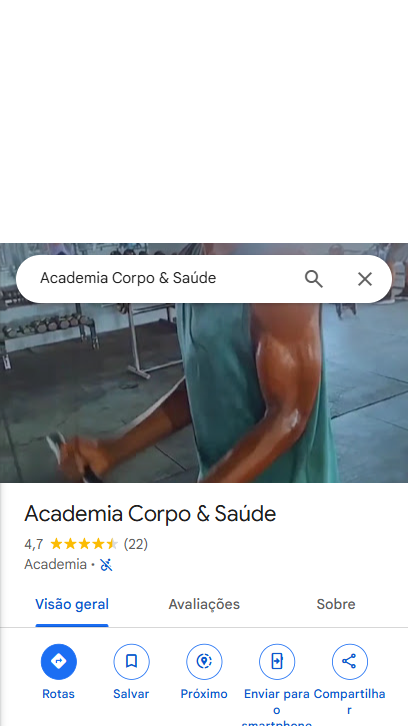 Academia Corpo & Saúde
Academia Corpo & Saúde
4,7 (22)
Academia ·
Visão geral Avaliações Sobre
Rotas Salvar Próximo Enviar para Compartilha
o r
smartphone